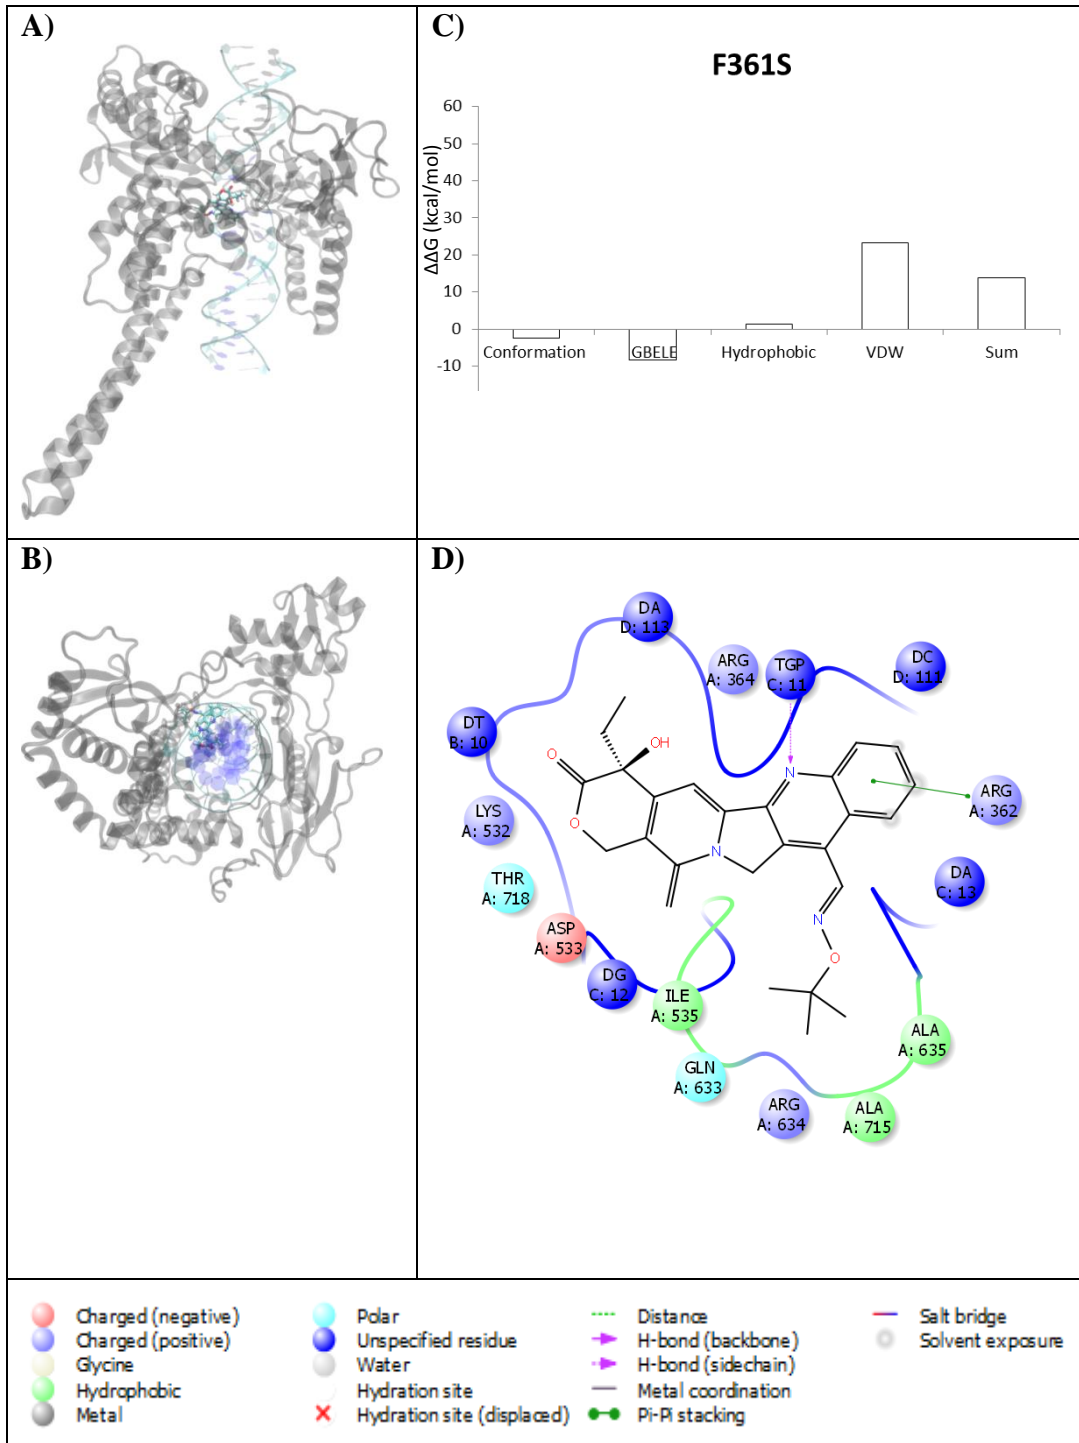 A)
C)
F361S
ΔΔG (kcal/mol)
60
50
40
30
20
10
0
-10
Conformation
GBELE
Hydrophobic
VDW
Sum
B)
D)
DA
D: 113
ARG
A: 364
TGP
C: 11
DC
D: 111
DT
B: 10
OH
O
N
ARG
A: 362
LYS
A: 532
O
N
DA
C: 13
THR
A: 718
N
ASP
A: 533
O
DG
C: 12
ILE
A: 535
ALA
A: 635
GLN
A: 633
ARG
A: 634
ALA
A: 715
Charged (negative)
Charged (positive)
Glycine
Hydrophobic
Metal
Polar
Unspecified residue
Water
Hydration site
Hydration site (displaced)
Distance
H-bond (backbone)
H-bond (sidechain)
Metal coordination
Pi-Pi stacking
Salt bridge
Solvent exposure